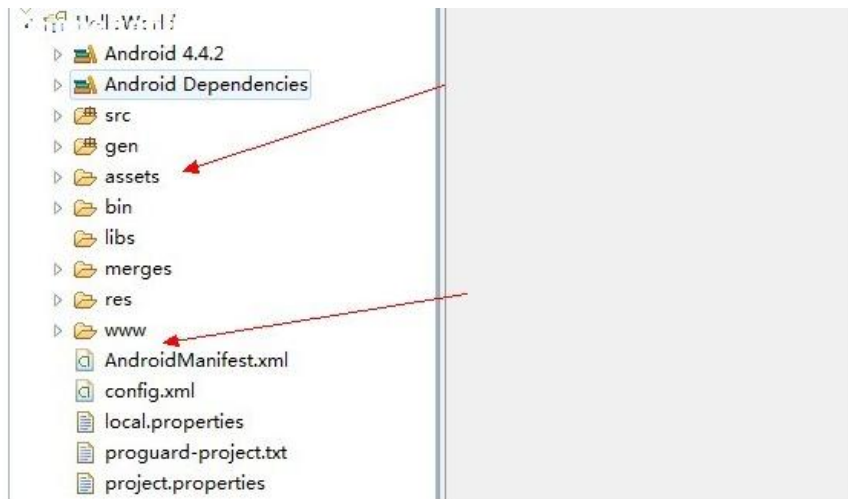 HelloWorld
Android 4.4.2
Android Dependencies
src
gen
assets
bin
libs
merges
res
www
AndroidManifest.xml
config.xml
local.properties
proguard-project.txt
project.properties